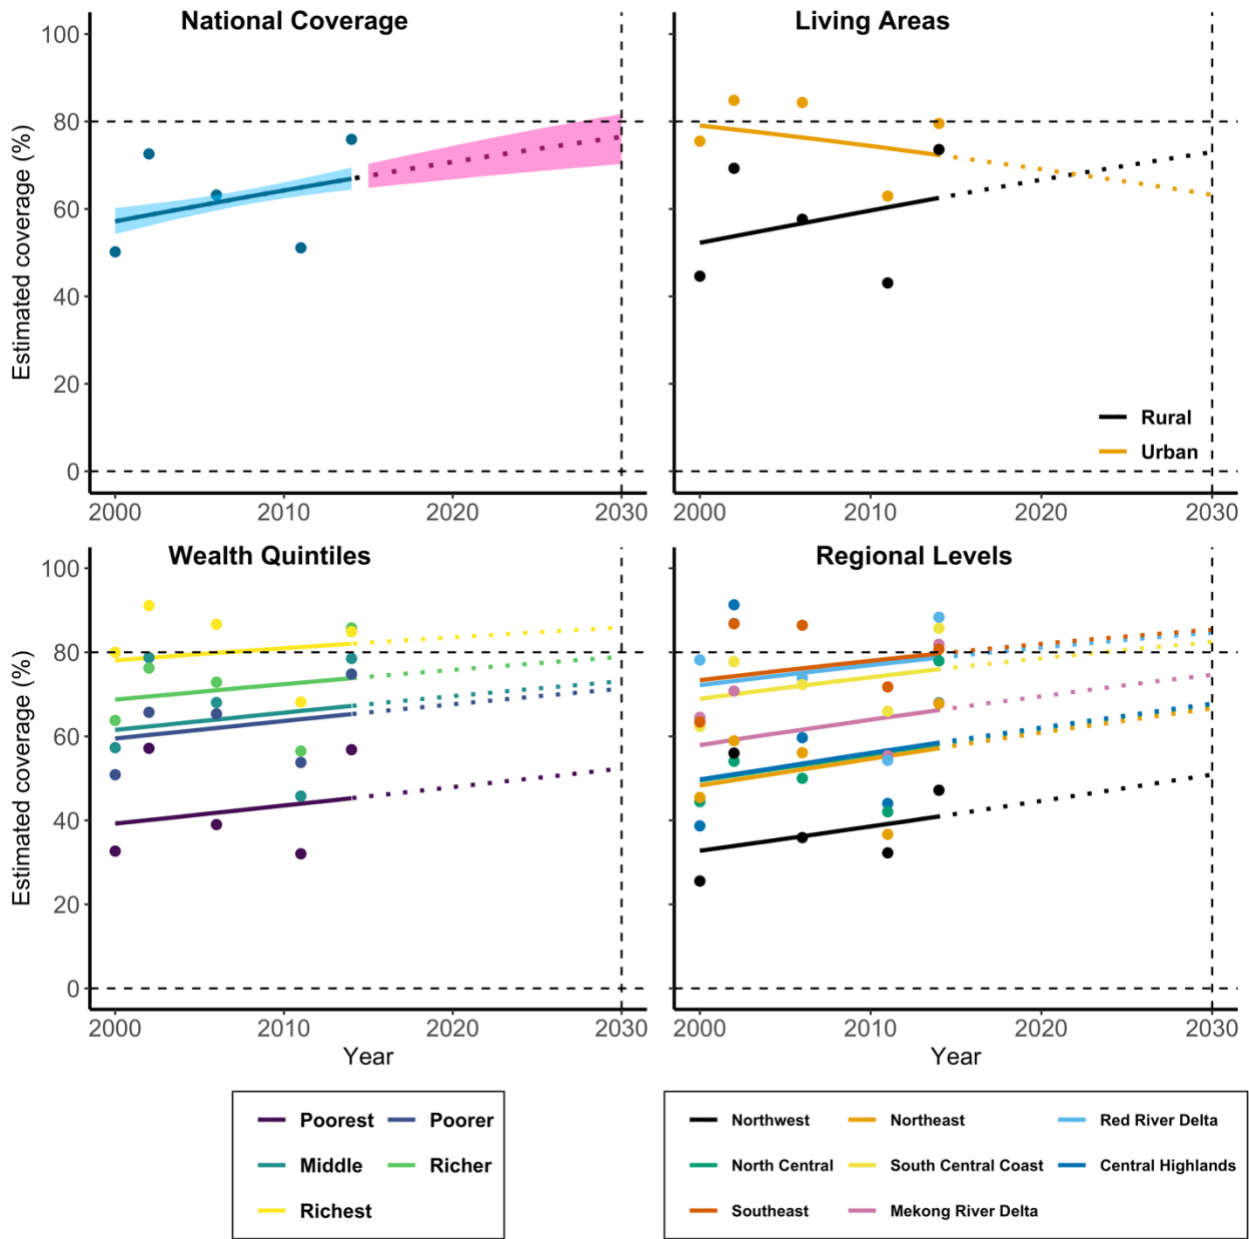 National Coverage
Living Areas
Estimated coverage (%)
100
80
60
40
20
0
2000
2010
2020
2030
Rural
Urban
2000
2010
2020
2030
Wealth Quintiles
Regional Levels
Estimated coverage (%)
100
80
60
40
20
0
2000
2010
2020
2030
Year
2000
2010
2020
2030
Year
Poorest
Poorer
Middle
Richer
Richest
Northwest
Northeast
Red River Delta
North Central
South Central Coast
Central Highlands
Southeast
Mekong River Delta